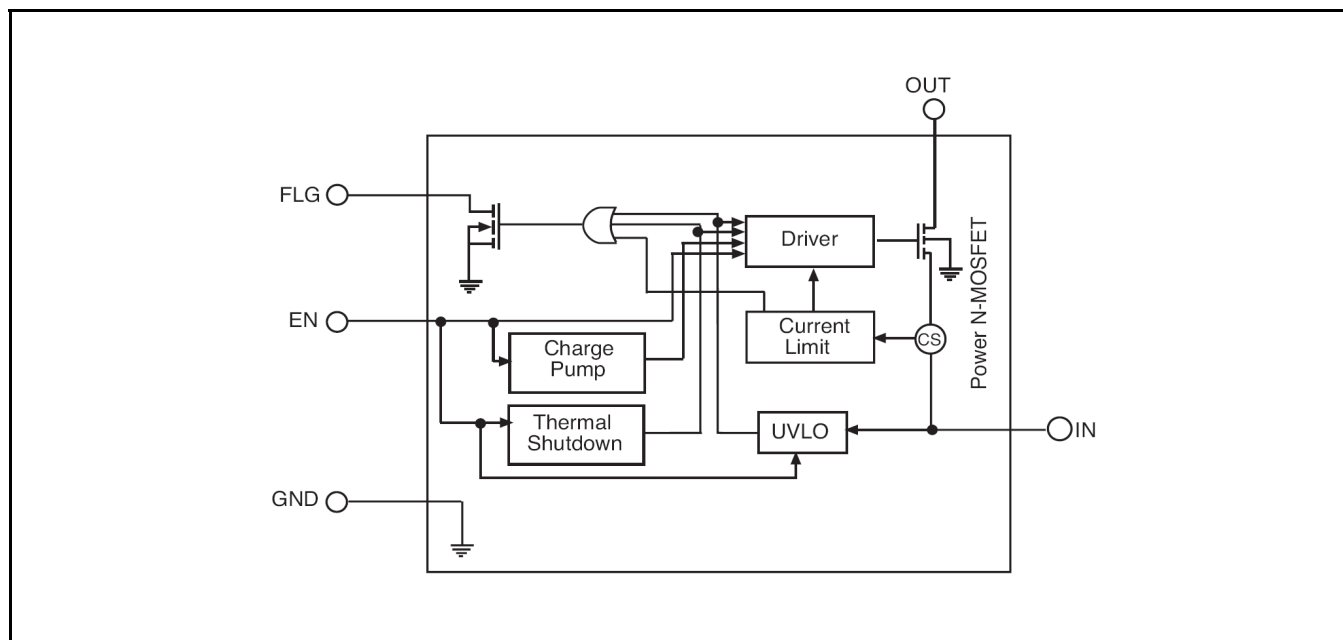 OUT
FLG
Driver
Power N-MOSFET
EN
Current
Limit
CS
Charge
Pump
Thermal
Shutdown
UVLO
IN
GND